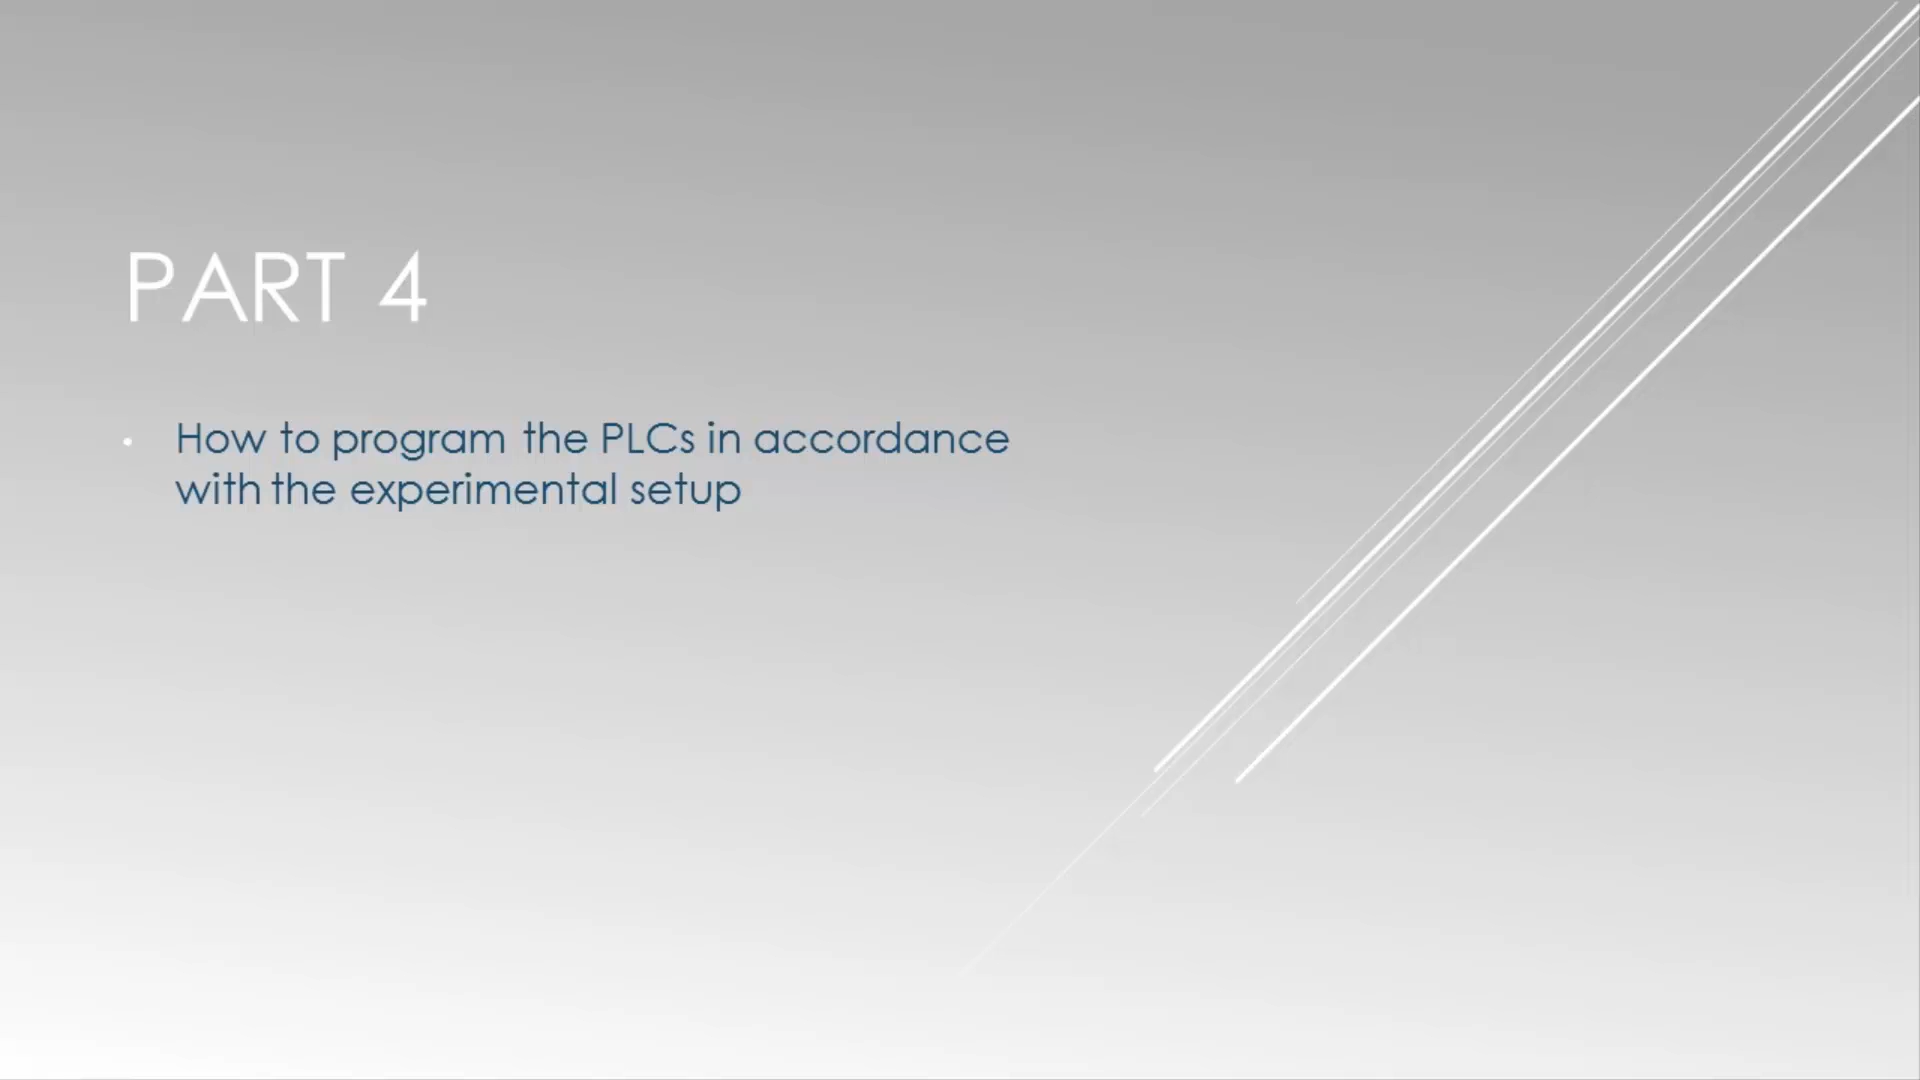 PART 4
• How to program the PLCs in accordance
with the experimental setup